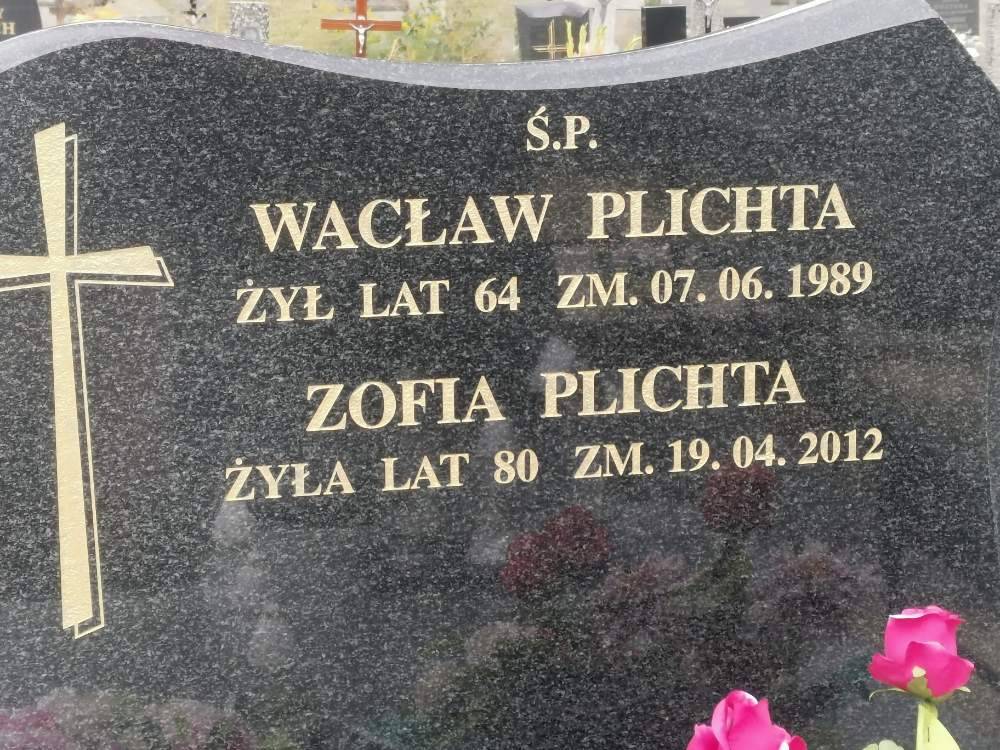 Ś.P.
WACŁAW PLICHTA
ŻYŁ LAT 64 ZM. 07. 06. 1989
ZOFIA PLICHTA
ŻYŁA LAT 80 ZM. 19. 04. 2012